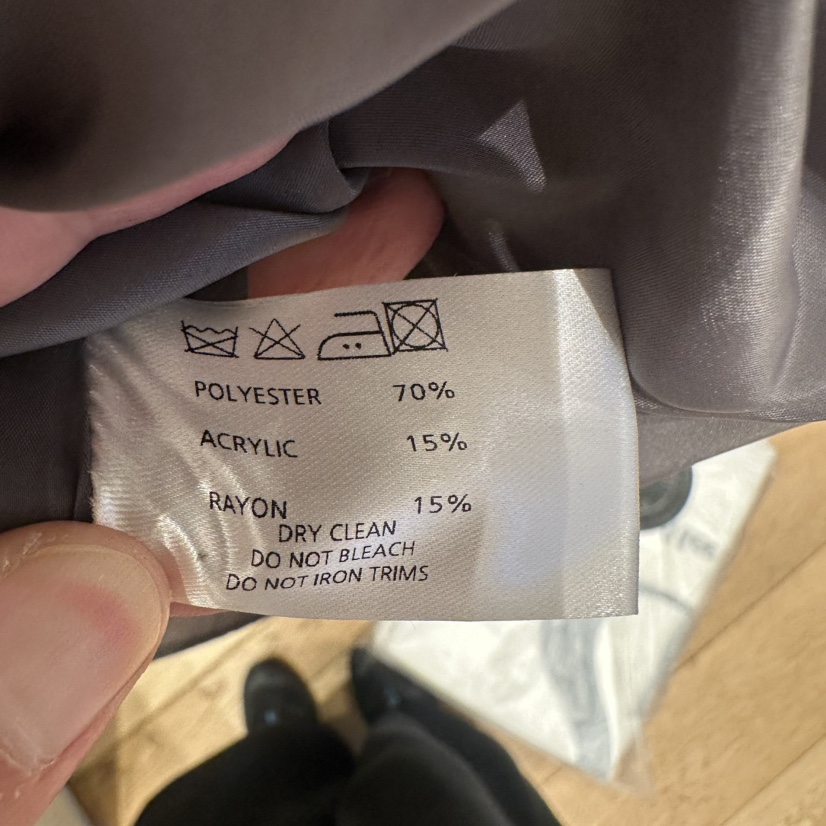 POLYESTER 70%
ACRYLIC 15%
RAYON 15%
DRY CLEAN
DO NOT BLEACH
DO NOT IRON TRIMS